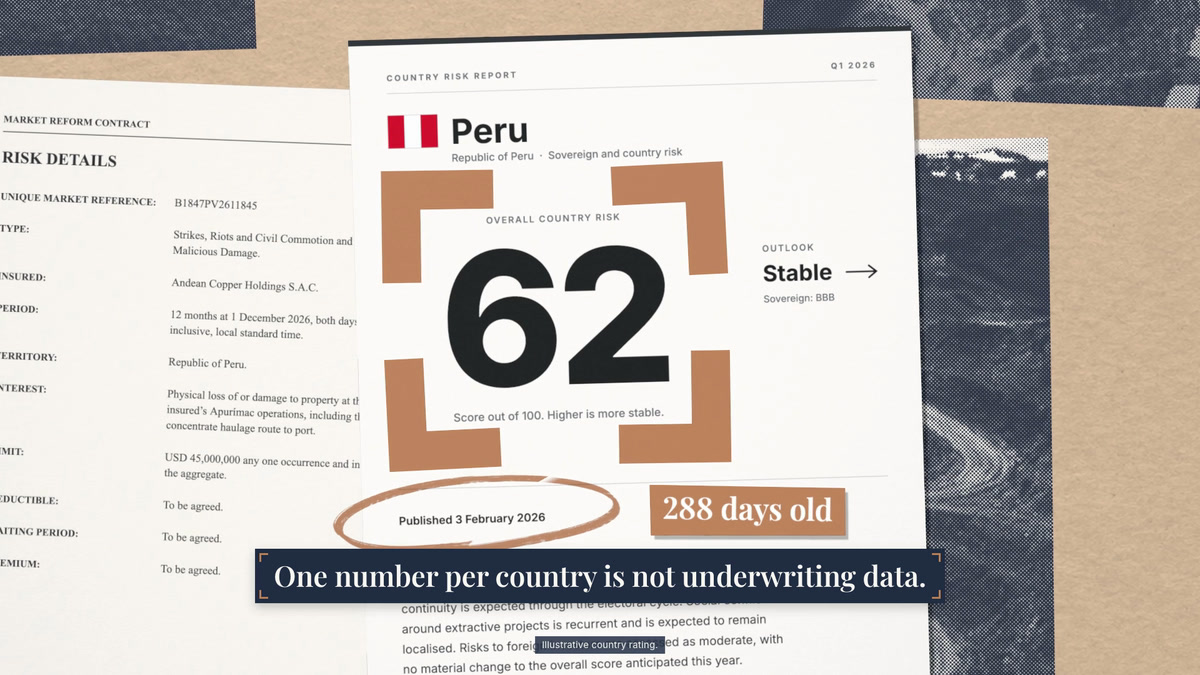 MARKET REFORM CONTRACT
RISK DETAILS
UNIQUE MARKET REFERENCE: B1847PV2611845
TYPE: Strikes, Riots and Civil Commotion and
Malicious Damage.
INSURED: Andean Copper Holdings S.A.C.
PERIOD: 12 months at 1 December 2026, both days
inclusive, local standard time.
TERRITORY: Republic of Peru.
NTEREST: Physical loss of or damage to property at th
insured's Apurímac operations, including t
concentrate haulage route to port.
IMIT: USD 45,000,000 any one occurrence and in
the aggregate.
EDUCTIBLE: To be agreed.
AITING PERIOD: To be agreed.
EMIUM: To be agreed.
COUNTRY RISK REPORT
Q1 2026
Peru
Republic of Peru · Sovereign and country risk
OVERALL COUNTRY RISK
62
Score out of 100. Higher is more stable.
OUTLOOK
Stable →
Sovereign: BBB
Published 3 February 2026
288 days old
One number per country is not underwriting data.
continuity is expected through the electoral cycle. Social
around extractive projects is recurrent and is expected to remain
localised. Risks to foreig ed as moderate, with
Illustrative country rating.
no material change to the overall score anticipated this year.